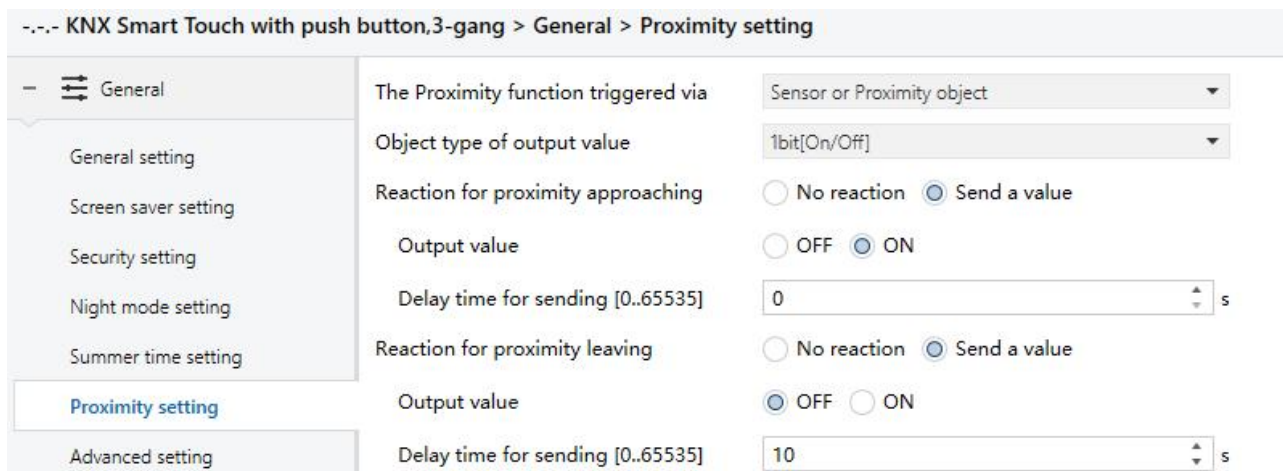 -.-.- KNX Smart Touch with push button,3-gang > General > Proximity setting
– General
General setting
Screen saver setting
Security setting
Night mode setting
Summer time setting
Proximity setting
Advanced setting
The Proximity function triggered via Sensor or Proximity object
Object type of output value 1bit[On/Off]
Reaction for proximity approaching No reaction Send a value
Output value OFF ON
Delay time for sending [0..65535] 0 s
Reaction for proximity leaving No reaction Send a value
Output value OFF ON
Delay time for sending [0..65535] 10 s